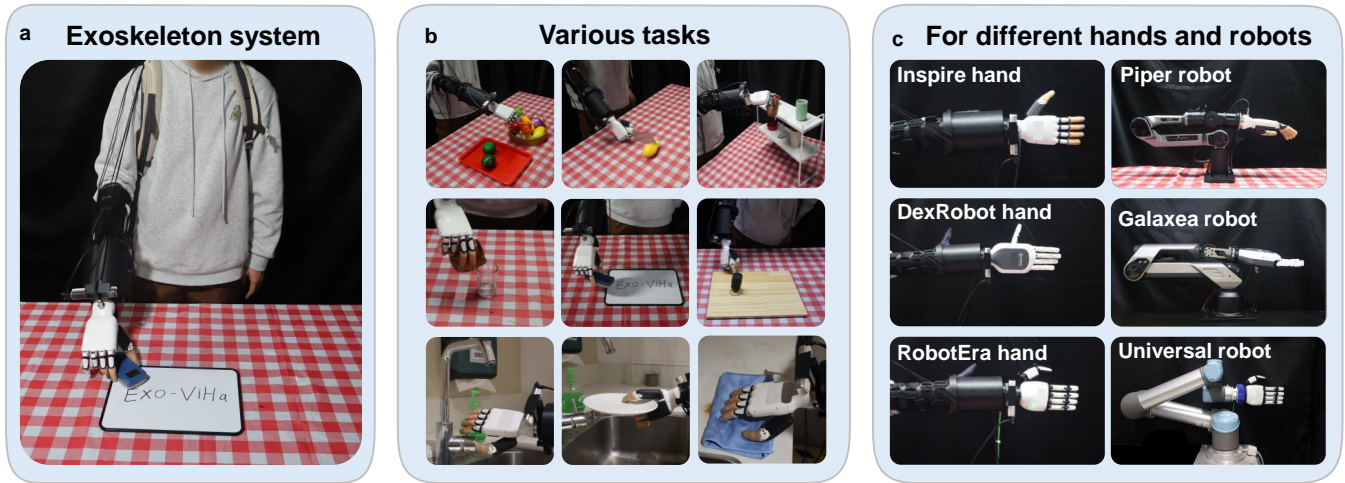 a Exoskeleton system
Exo-ViHa
b Various tasks
Exo-ViHa
c For different hands and robots
Inspire hand
Piper robot
DexRobot hand
Galaxea robot
RobotEra hand
Universal robot